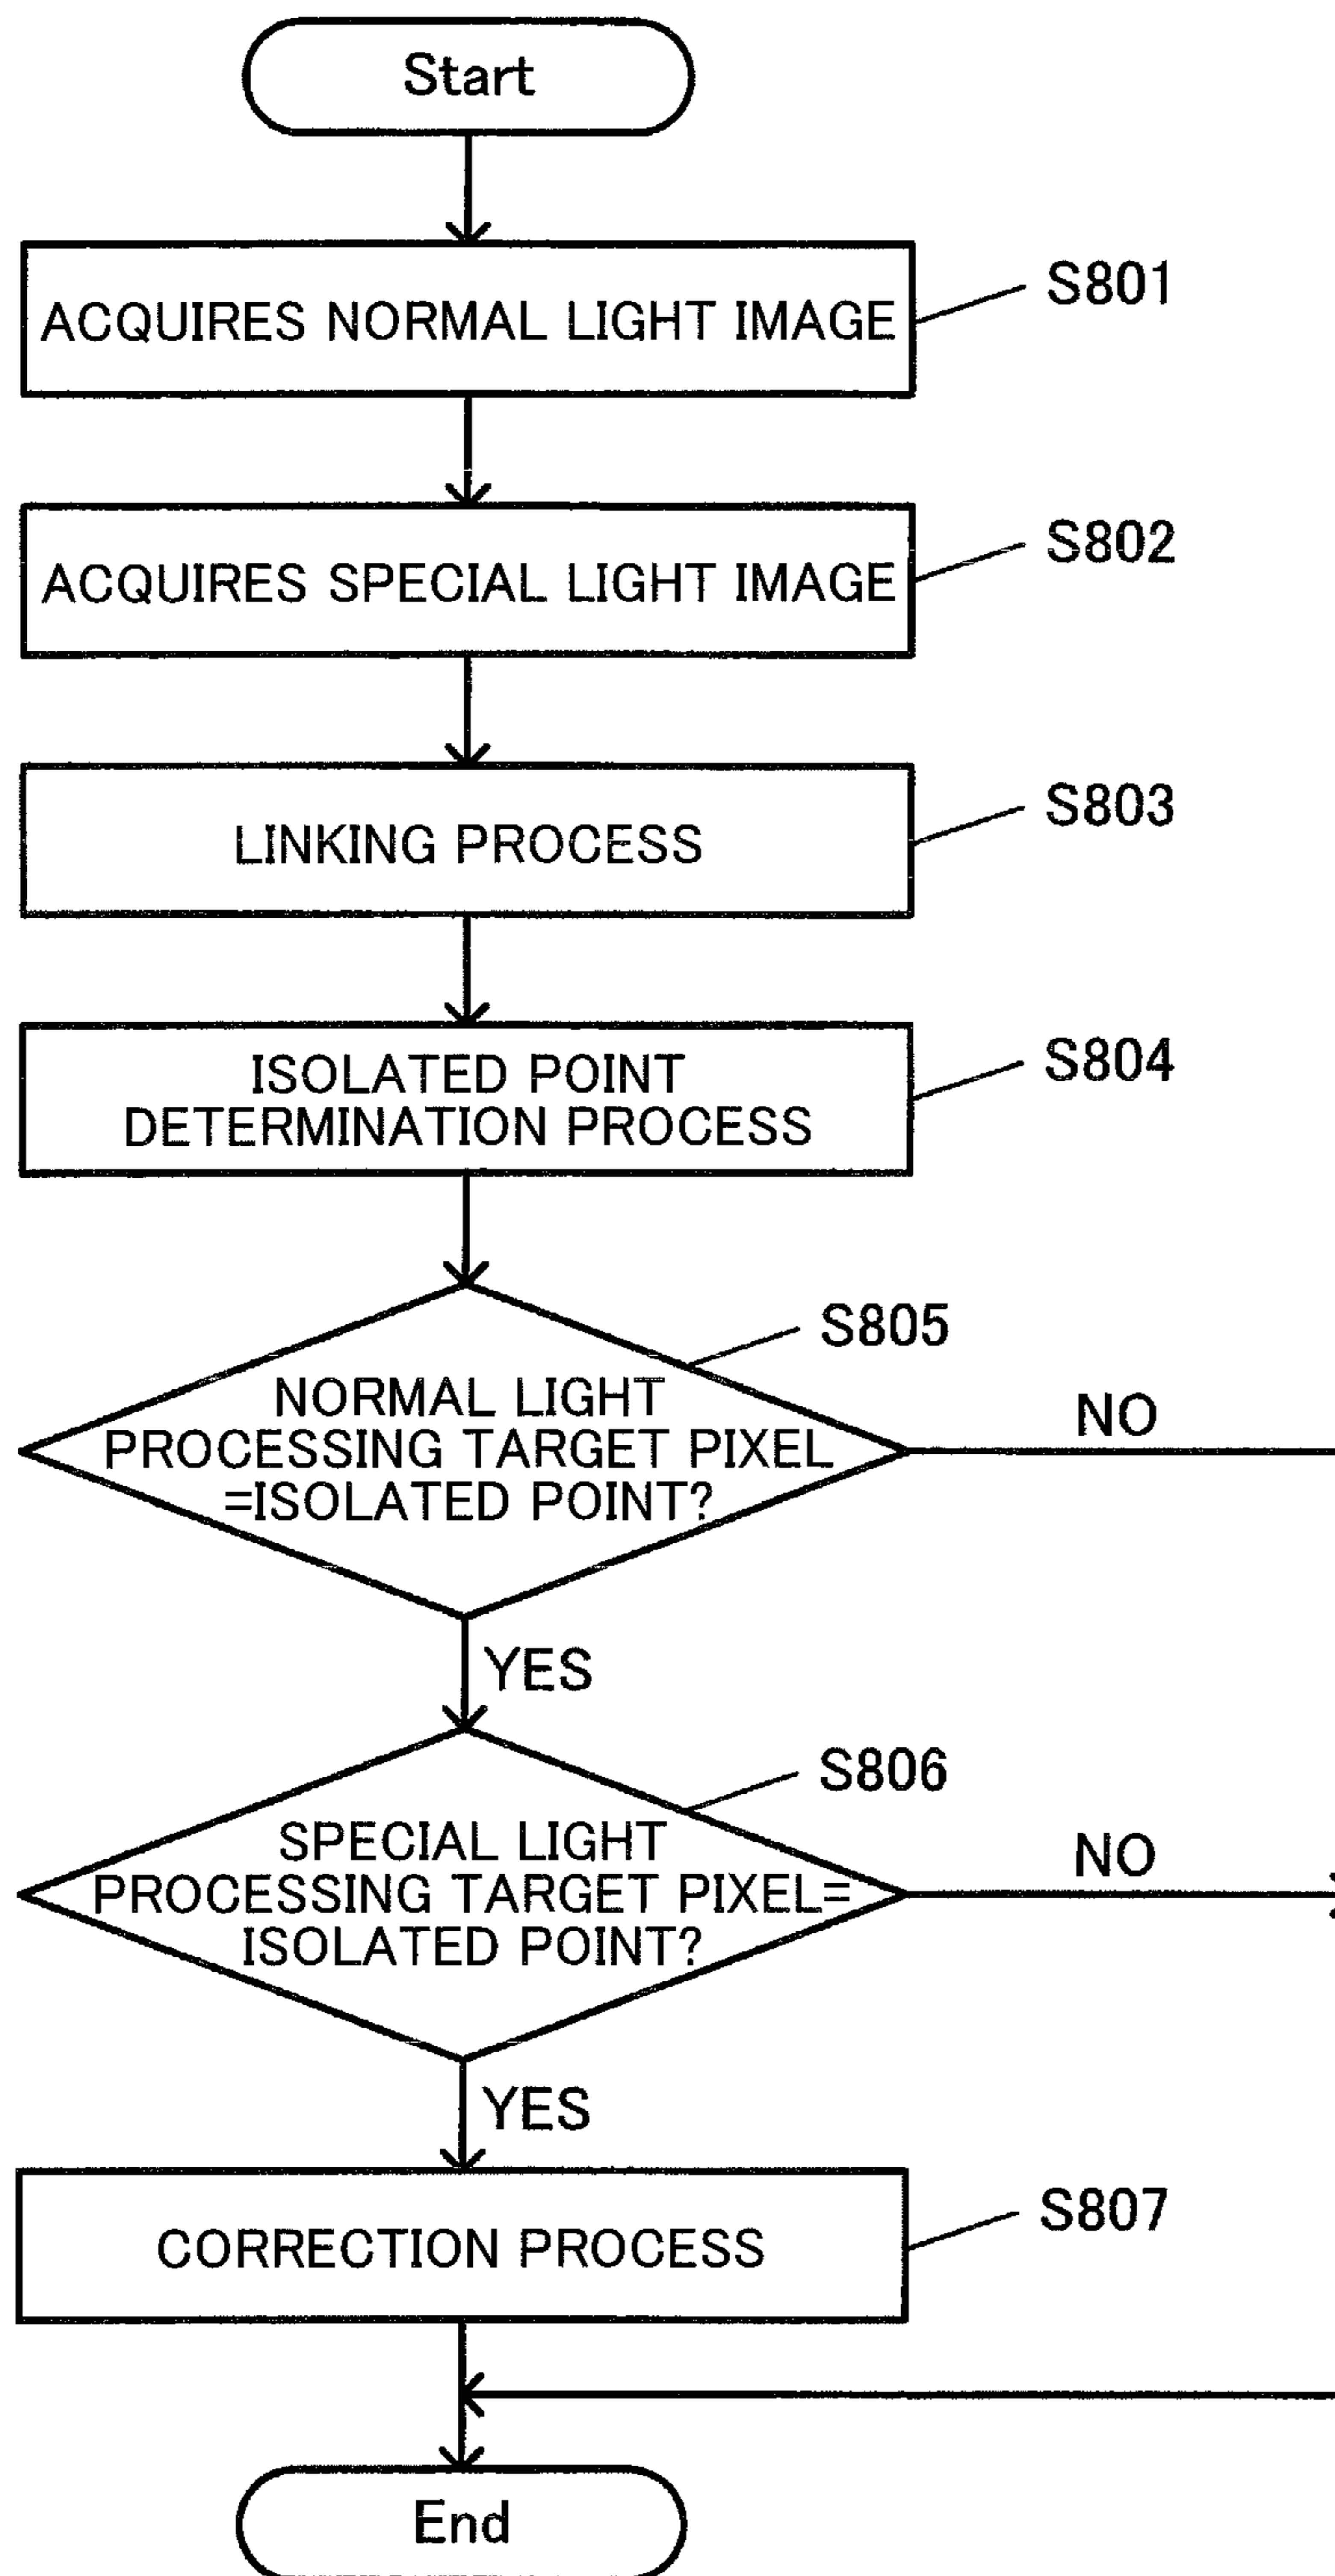 Start
ACQUIRES NORMAL LIGHT IMAGE
S801
ACQUIRES SPECIAL LIGHT IMAGE
S802
LINKING PROCESS
S803
ISOLATED POINT
DETERMINATION PROCESS
S804
S805
NORMAL LIGHT
PROCESSING TARGET PIXEL
=ISOLATED POINT?
NO
YES
S806
SPECIAL LIGHT
PROCESSING TARGET PIXEL=
ISOLATED POINT?
NO
YES
CORRECTION PROCESS
S807
End